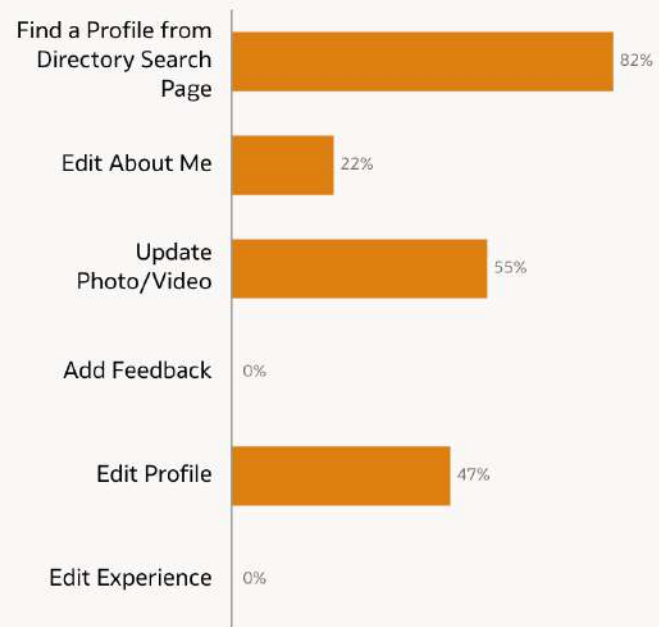 Find a Profile from
Directory Search
Page
82%
Edit About Me
22%
Update
Photo/Video
55%
Add Feedback
0%
Edit Profile
47%
Edit Experience
0%